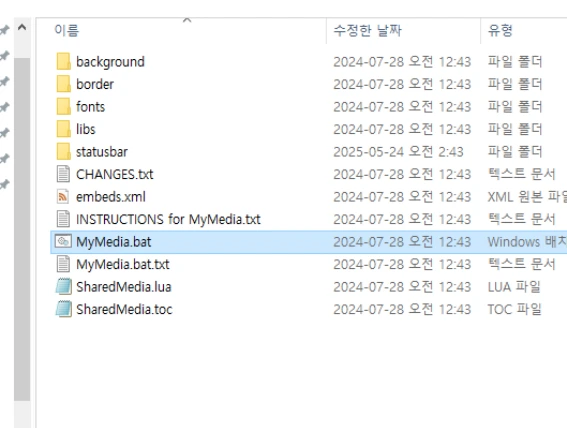 이름 수정한 날짜 유형
background 2024-07-28 오전 12:43 파일 폴더
border 2024-07-28 오전 12:43 파일 폴더
fonts 2024-07-28 오전 12:43 파일 폴더
libs 2024-07-28 오전 12:43 파일 폴더
statusbar 2025-05-24 오전 2:43 파일 폴더
CHANGES.txt 2024-07-28 오전 12:43 텍스트 문서
embeds.xml 2024-07-28 오전 12:43 XML 원본 파일
INSTRUCTIONS for MyMedia.txt 2024-07-28 오전 12:43 텍스트 문서
MyMedia.bat 2024-07-28 오전 12:43 Windows 배치
MyMedia.bat.txt 2024-07-28 오전 12:43 텍스트 문서
SharedMedia.lua 2024-07-28 오전 12:43 LUA 파일
SharedMedia.toc 2024-07-28 오전 12:43 TOC 파일